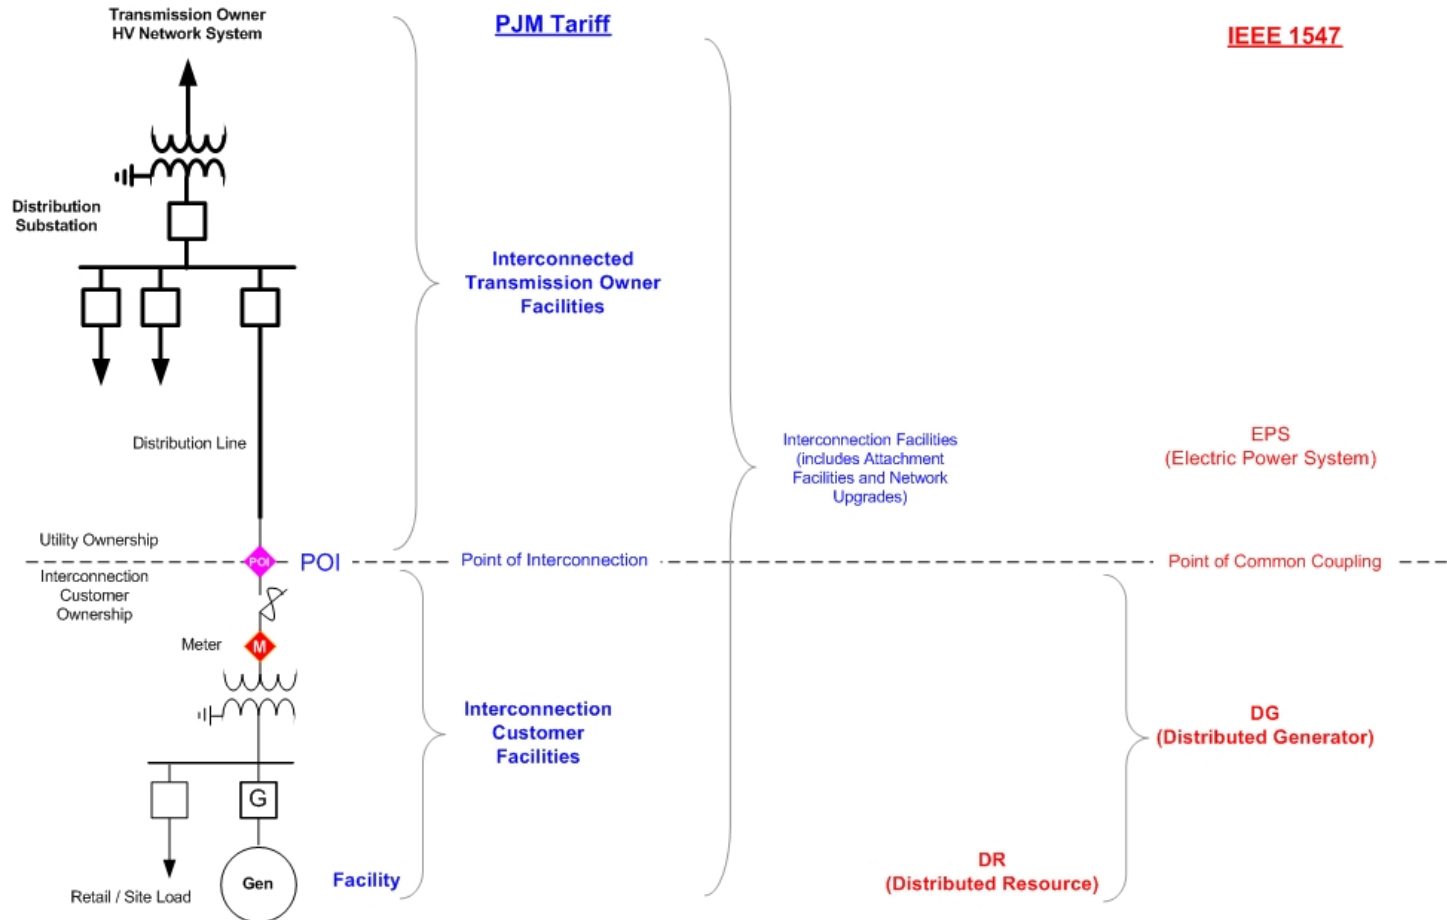 Transmission Owner
HV Network System
PJM Tariff
IEEE 1547
Distribution
Substation
Interconnected
Transmission Owner
Facilities
Distribution Line
Interconnection Facilities
(includes Attachment
Facilities and Network
Upgrades)
EPS
(Electric Power System)
Utility Ownership
POI
POI
Point of Interconnection
Point of Common Coupling
Interconnection
Customer
Ownership
Meter
M
Interconnection
Customer
Facilities
DG
(Distributed Generator)
G
Gen
Facility
DR
(Distributed Resource)
Retail / Site Load